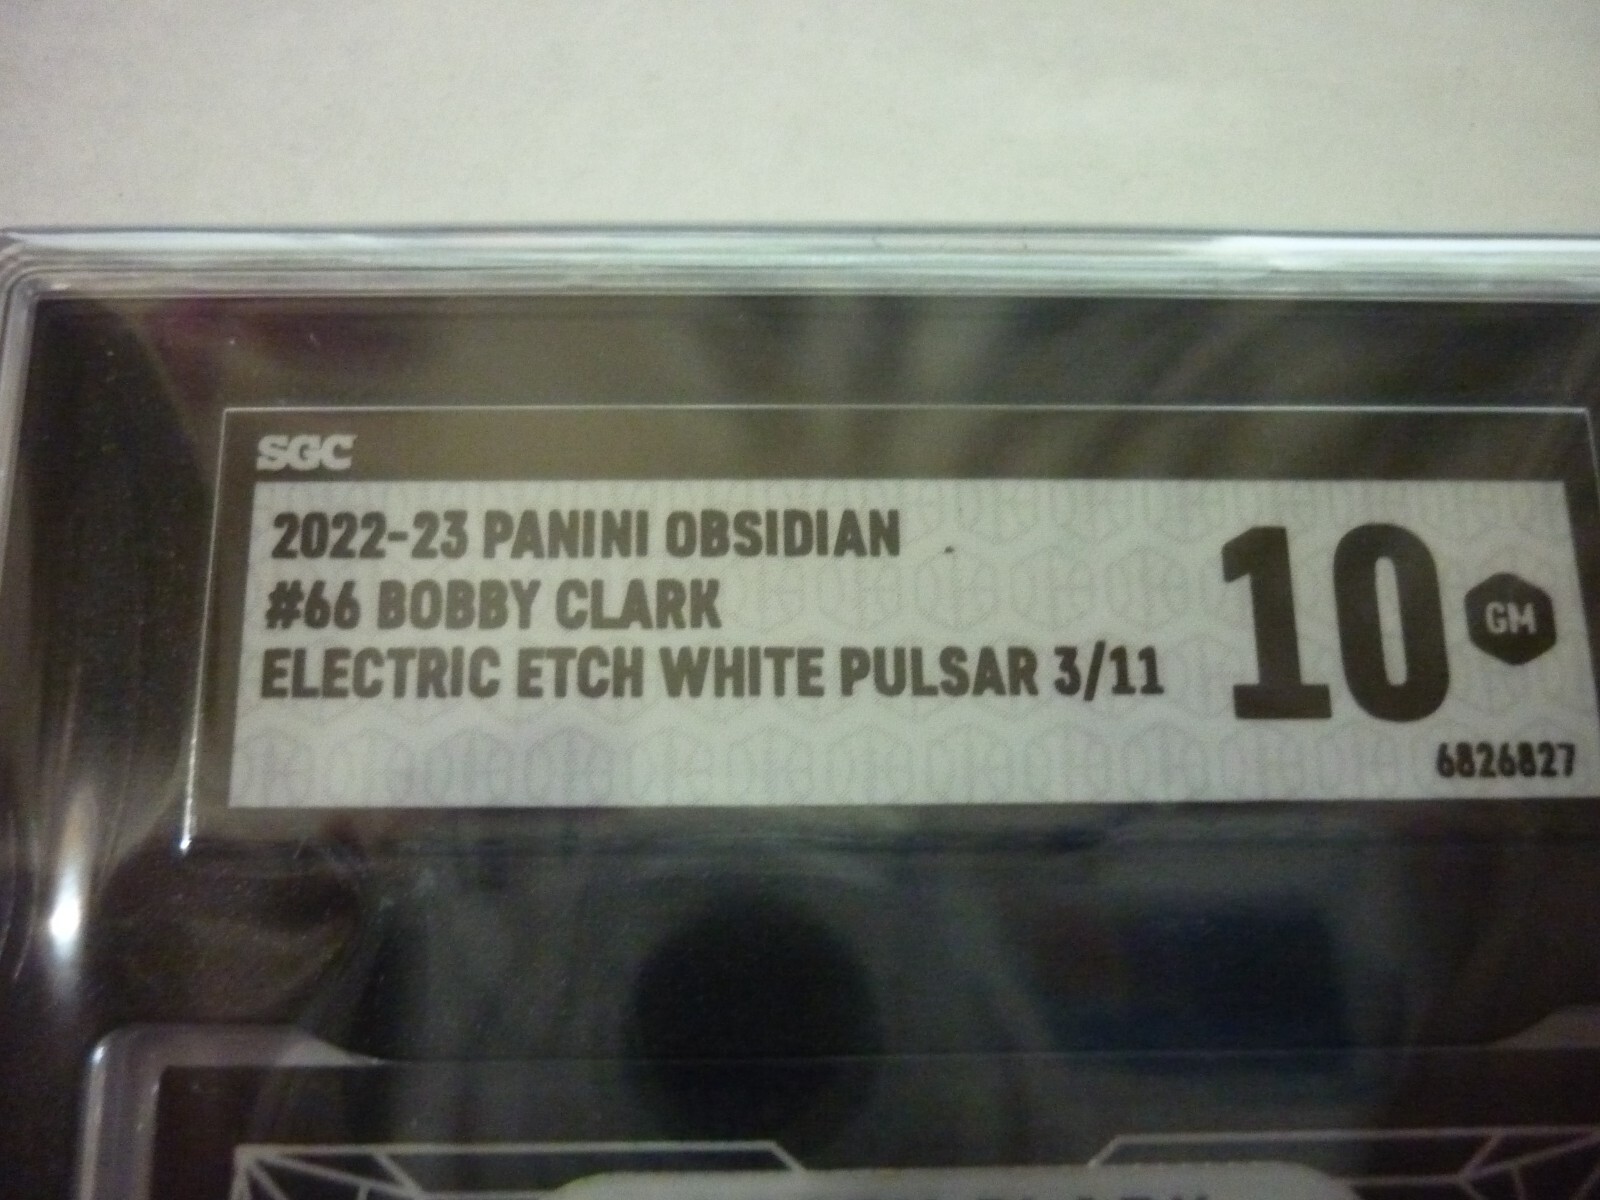 SGC
2022-23 PANINI OBSIDIAN
#66 BOBBY CLARK
ELECTRIC ETCH WHITE PULSAR 3/11
10
GM
6826827